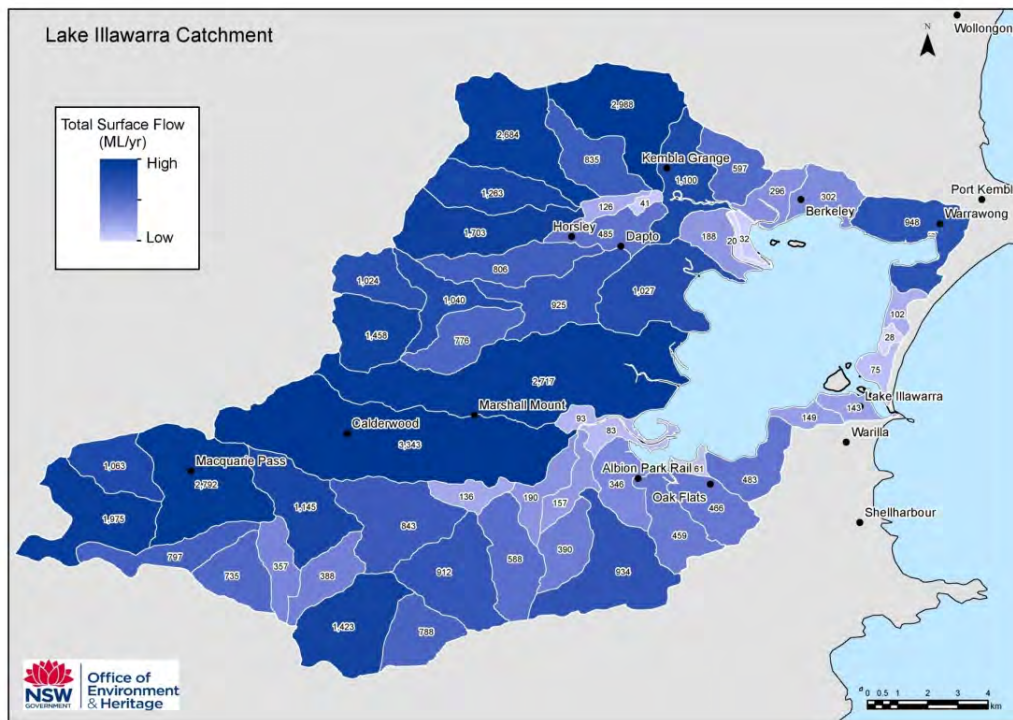 Lake Illawarra Catchment
N
Wollongon
Total Surface Flow
(ML/yr)
High
Low
2,988
2,684
835
Kembla Grange
1,100
597
296
302
Port Kembl
1,263
126
41
Berkeley
948
Warrawong
1,703
Horsley
485
Dapto
188
20
32
806
1,024
1,040
925
1,027
1,458
776
102
28
75
2,717
Lake Illawarra
143
149
Marshall Mount
93
Calderwood
83
Warilla
3,343
1,063
Macquarie Pass
2,792
Albion Park Rail
61
483
346
Oak Flats
136
190
157
466
1,145
1,975
843
Shellharbour
459
588
390
797
735
357
388
912
934
1,423
788
NSW
GOVERNMENT
Office of
Environment
& Heritage
0 0.5 1 2 3 4
km